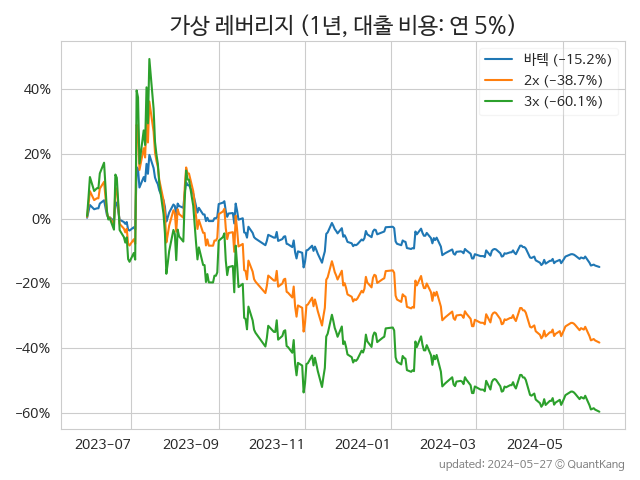 가상 레버리지 (1년, 대출 비용: 연 5%)
바텍 (−15.2%)
2x (−38.7%)
3x (−60.1%)
40%
20%
0%
−20%
−40%
−60%
2023-07
2023-09
2023-11
2024-01
2024-03
2024-05
updated: 2024-05-27 © QuantKang